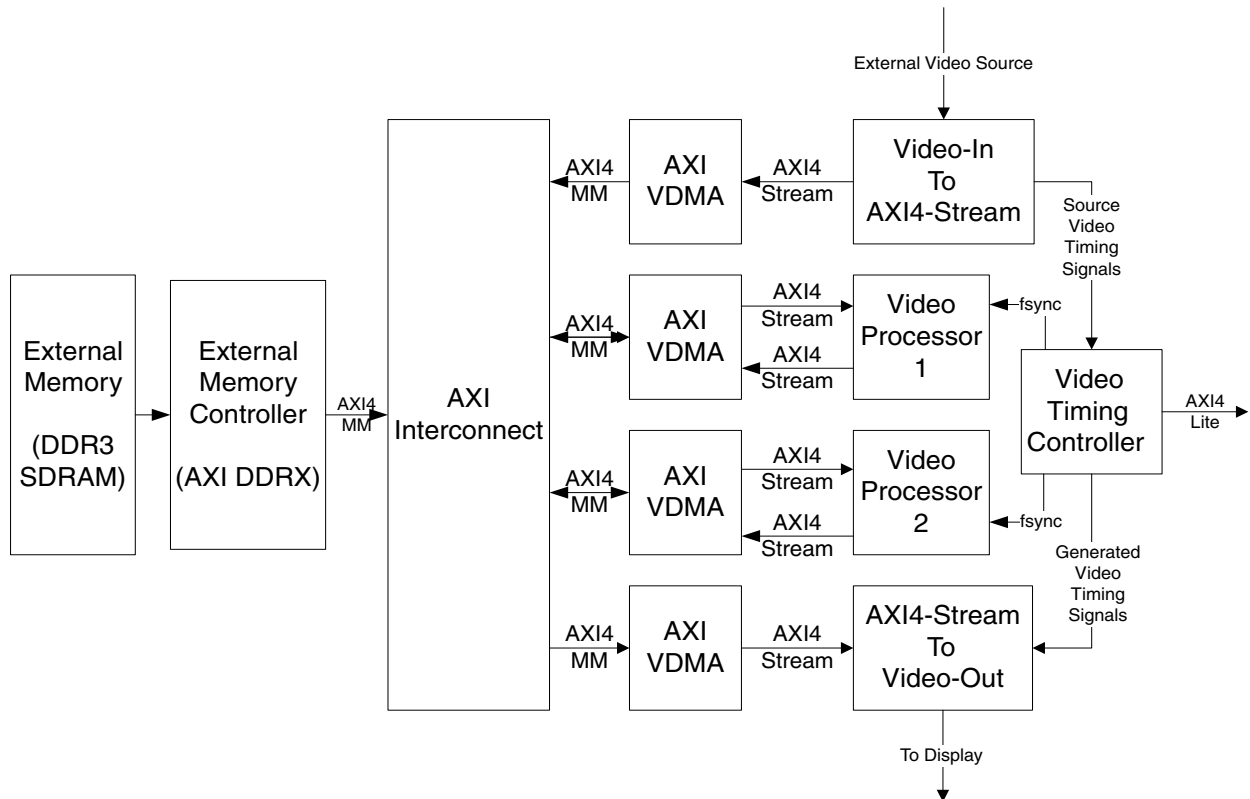 External Video Source
Video-In
To
AXI4-Stream
AXI
VDMA
AXI4
MM
AXI4
Stream
Source
Video
Timing
Signals
External
Memory
(DDR3
SDRAM)
External
Memory
Controller
(AXI DDRX)
AXI4
MM
AXI
Interconnect
AXI4
MM
AXI
VDMA
AXI4
Stream
AXI4
Stream
Video
Processor
1
fsync
Video
Timing
Controller
AXI4
Lite
AXI4
MM
AXI
VDMA
AXI4
Stream
AXI4
Stream
Video
Processor
2
fsync
Generated
Video
Timing
Signals
AXI4
MM
AXI
VDMA
AXI4
Stream
AXI4-Stream
To
Video-Out
To Display